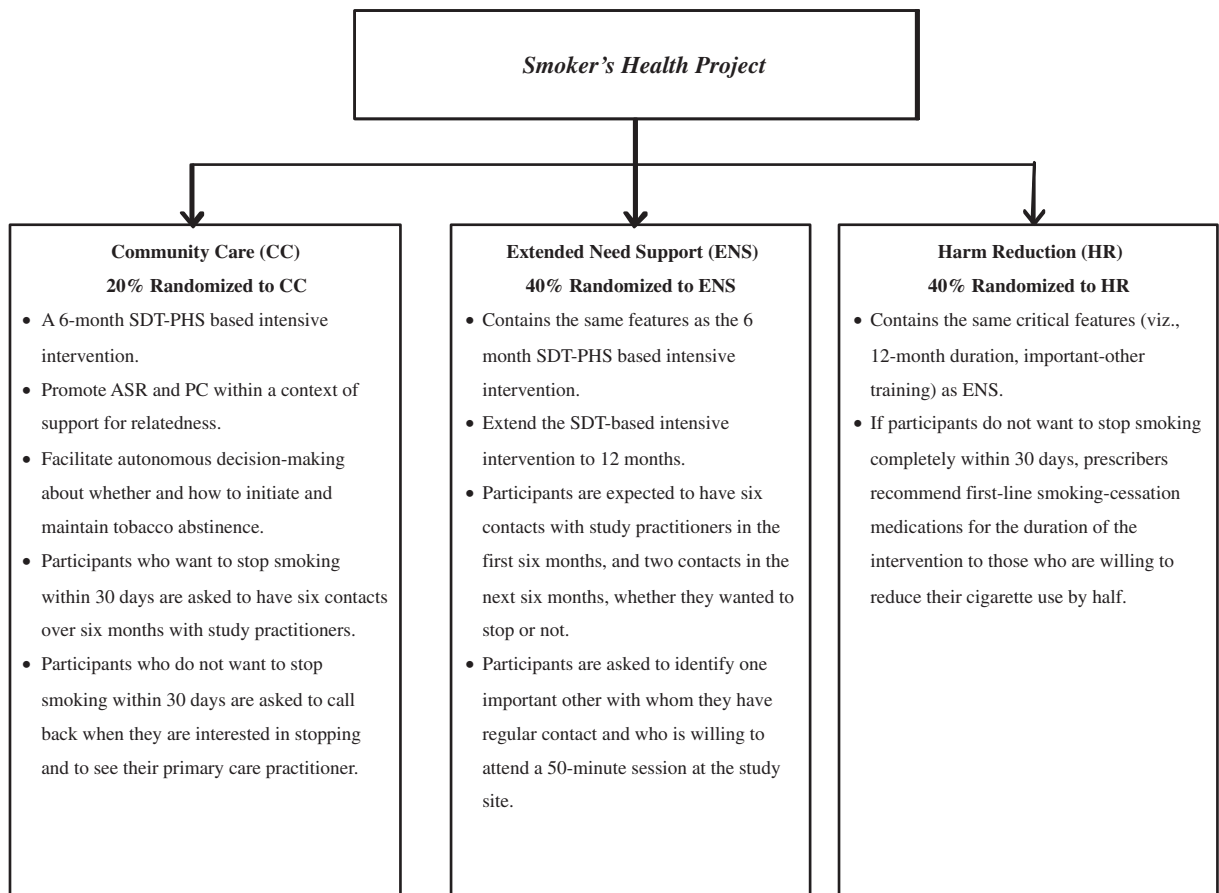 Smoker's Health Project
Community Care (CC)
20% Randomized to CC
• A 6-month SDT-PHS based intensive
intervention.
• Promote ASR and PC within a context of
support for relatedness.
• Facilitate autonomous decision-making
about whether and how to initiate and
maintain tobacco abstinence.
• Participants who want to stop smoking
within 30 days are asked to have six contacts
over six months with study practitioners.
• Participants who do not want to stop
smoking within 30 days are asked to call
back when they are interested in stopping
and to see their primary care practitioner.
Extended Need Support (ENS)
40% Randomized to ENS
• Contains the same features as the 6
month SDT-PHS based intensive
intervention.
• Extend the SDT-based intensive
intervention to 12 months.
• Participants are expected to have six
contacts with study practitioners in the
first six months, and two contacts in the
next six months, whether they wanted to
stop or not.
• Participants are asked to identify one
important other with whom they have
regular contact and who is willing to
attend a 50-minute session at the study
site.
Harm Reduction (HR)
40% Randomized to HR
• Contains the same critical features (viz.,
12-month duration, important-other
training) as ENS.
• If participants do not want to stop smoking
completely within 30 days, prescribers
recommend first-line smoking-cessation
medications for the duration of the
intervention to those who are willing to
reduce their cigarette use by half.